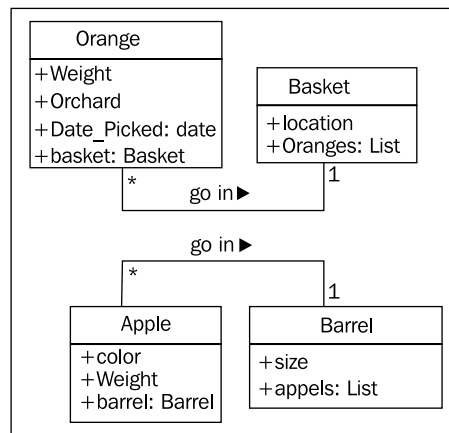 Orange
+Weight
+Orchard
+Date_Picked: date
+basket: Basket
Basket
+location
+Oranges: List
*
go in ▶
1
go in ▶
*
1
Apple
+color
+Weight
+barrel: Barrel
Barrel
+size
+appels: List